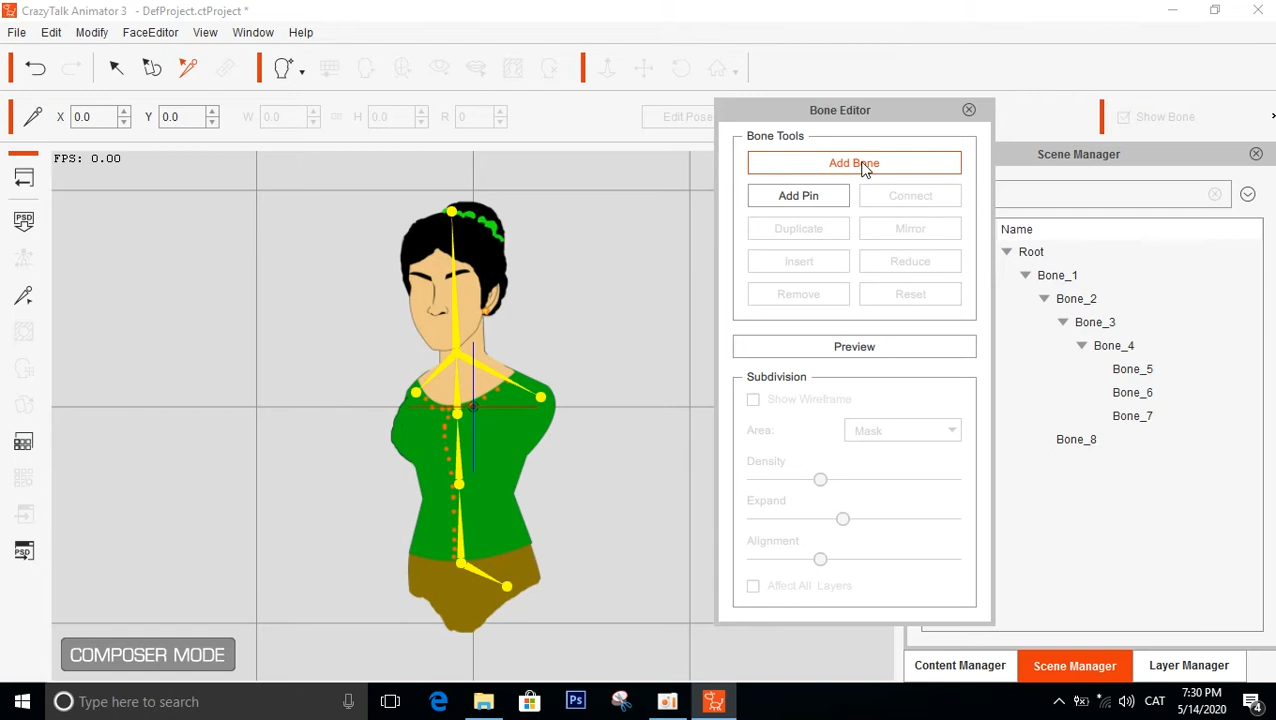 CrazyTalk Animator 3 - DefProject.ctProject *
File Edit Modify FaceEditor View Window Help
X 0.0 Y 0.0 W 0.0 H 0.0 R 0 Edit Pose Show Bone
FPS: 0.00
Bone Editor
Bone Tools
Add Bone
Add Pin Connect
Duplicate Mirror
Insert Reduce
Remove Reset
Preview
Subdivision
Show Wireframe
Area: Mask
Density
Expand
Alignment
Affect All Layers
Scene Manager
Name
Root
Bone_1
Bone_2
Bone_3
Bone_4
Bone_5
Bone_6
Bone_7
Bone_8
PSD
PSD
COMPOSER MODE
Content Manager Scene Manager Layer Manager
Type here to search
Ps
CAT
7:30 PM
5/14/2020
4